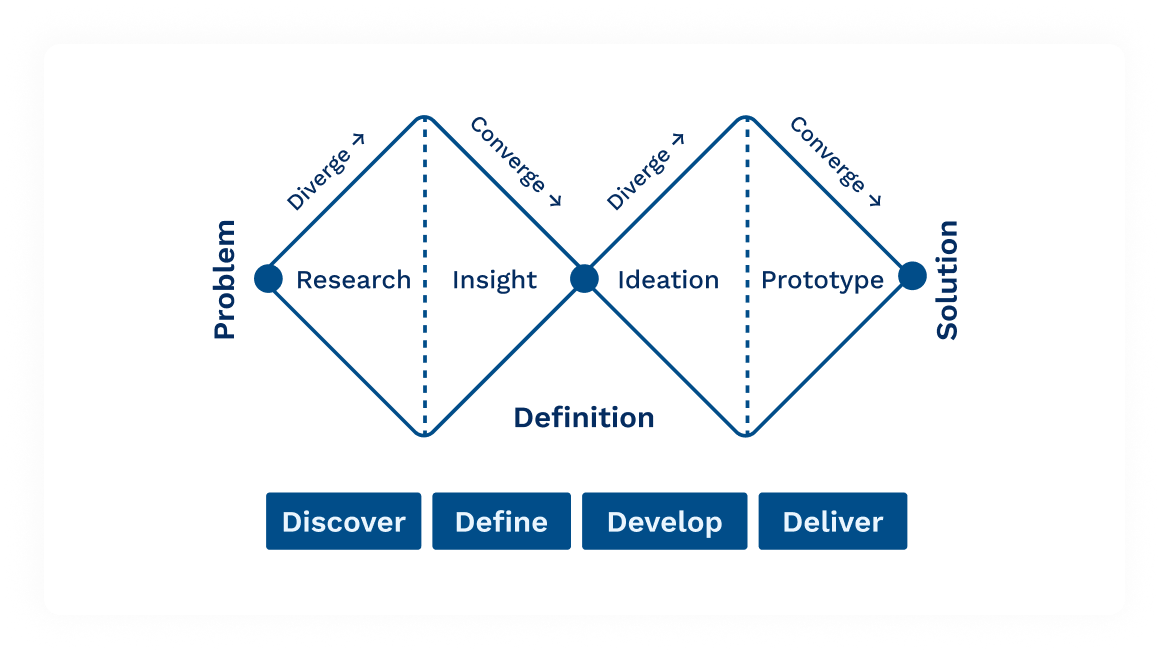 Diverge →
Converge →
Diverge →
Converge →
Problem
Research
Insight
Ideation
Prototype
Solution
Definition
Discover
Define
Develop
Deliver